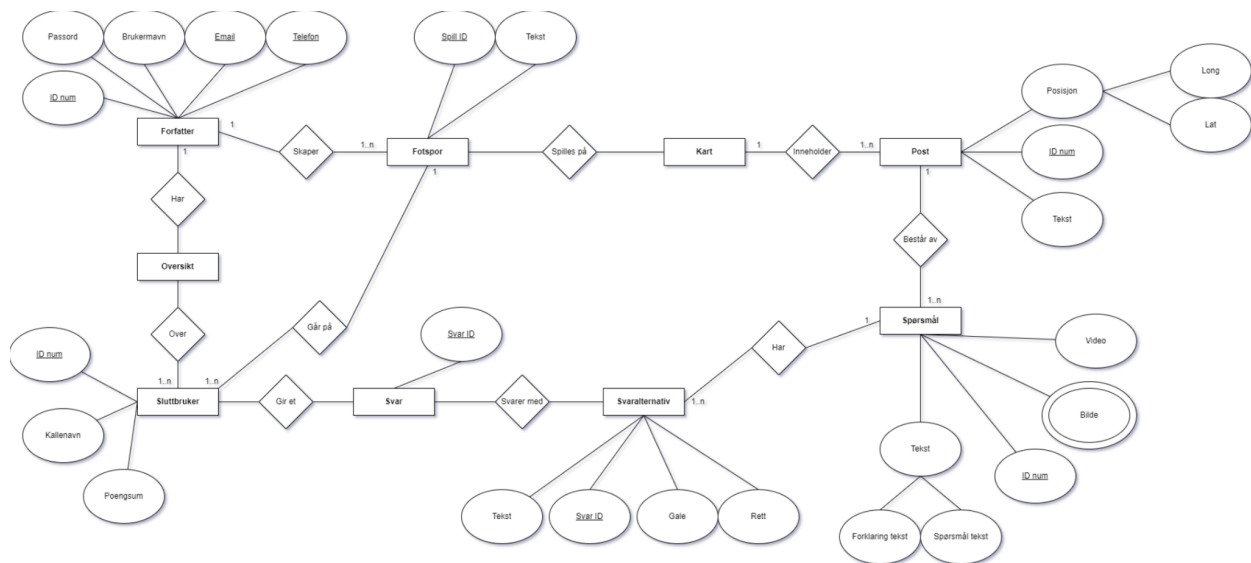 Passord
Brukermavn
Email
Telefon
ID num
Forfatter
1
Har
Oversikt
Over
1..n
Spill ID
Tekst
1
Skaper
1..n
Fotspor
1
Spilles på
Kart
1
Inneholder
1..n
Post
1
Posisjon
Long
Lat
ID num
Tekst
Består av
1..n
Spørsmål
1
Har
1..n
Går på
1..n
ID num
Sluttbruker
Kallenavn
Poengsum
Gir et
Svar ID
Svar
Svarer med
Svaralternativ
Tekst
Svar ID
Gale
Rett
Video
Bilde
ID num
Tekst
Forklaring tekst
Spørsmål tekst